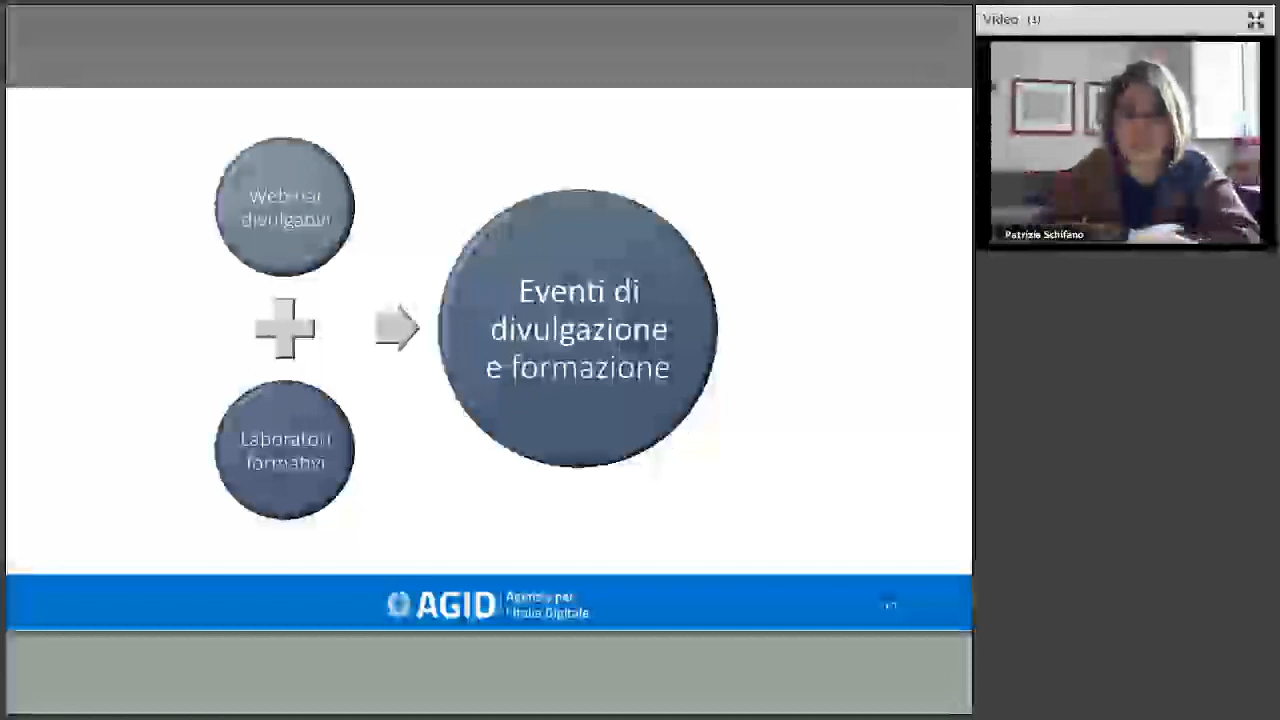 Video (1)
Patrizia Schifano
Webinar
divulgativi
Eventi di
divulgazione
e formazione
Laboratori
formativi
AGID
Agenzia per
l'Italia Digitale